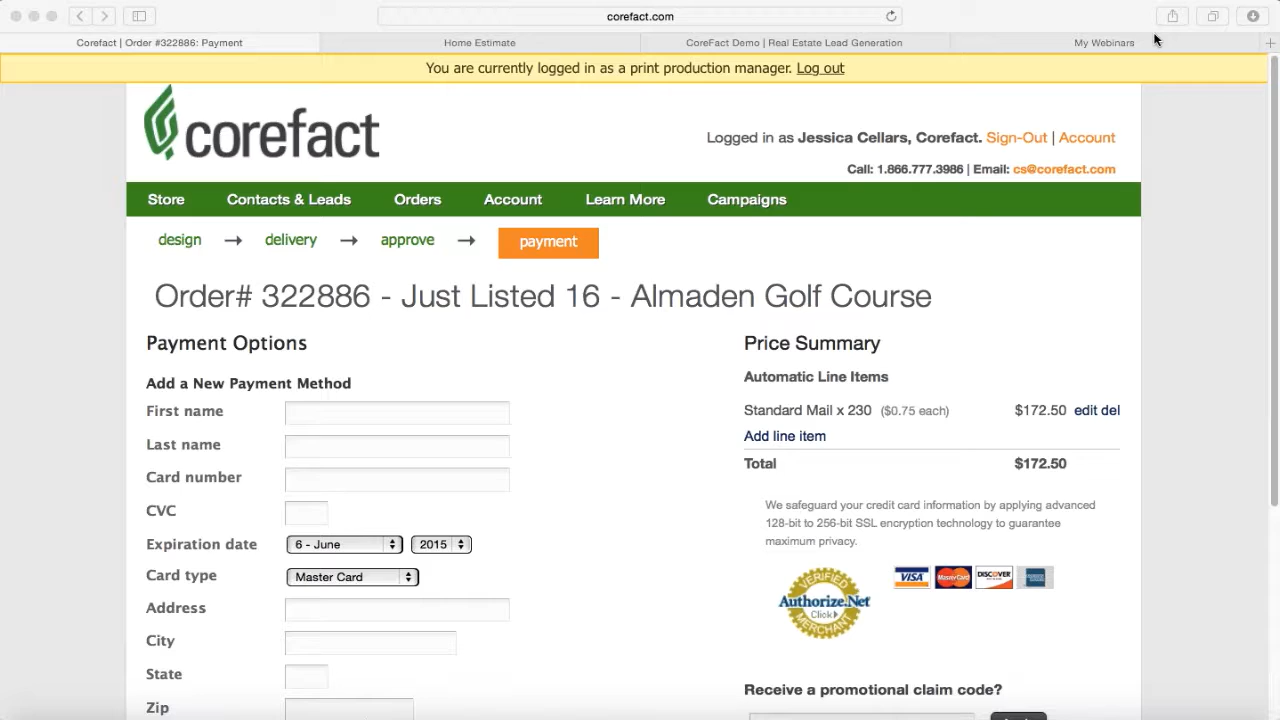 corefact.com
Corefact | Order #322886: Payment
Home Estimate
CoreFact Demo | Real Estate Lead Generation
My Webinars
You are currently logged in as a print production manager. Log out
corefact
Logged in as Jessica Cellars, Corefact. Sign-Out | Account
Call: 1.866.777.3986 | Email: cs@corefact.com
Store Contacts & Leads Orders Account Learn More Campaigns
design → delivery → approve → payment
Order# 322886 - Just Listed 16 - Almaden Golf Course
Payment Options
Add a New Payment Method
First name
Last name
Card number
CVC
Expiration date 6 - June 2015
Card type Master Card
Address
City
State
Zip
Price Summary
Automatic Line Items
Standard Mail x 230 ($0.75 each) $172.50 edit del
Add line item
Total $172.50
We safeguard your credit card information by applying advanced
128-bit to 256-bit SSL encryption technology to guarantee
maximum privacy.
VERIFIED
Authorize.Net
Click
MERCHANT
VISA
MasterCard
DISCOVER
Receive a promotional claim code?